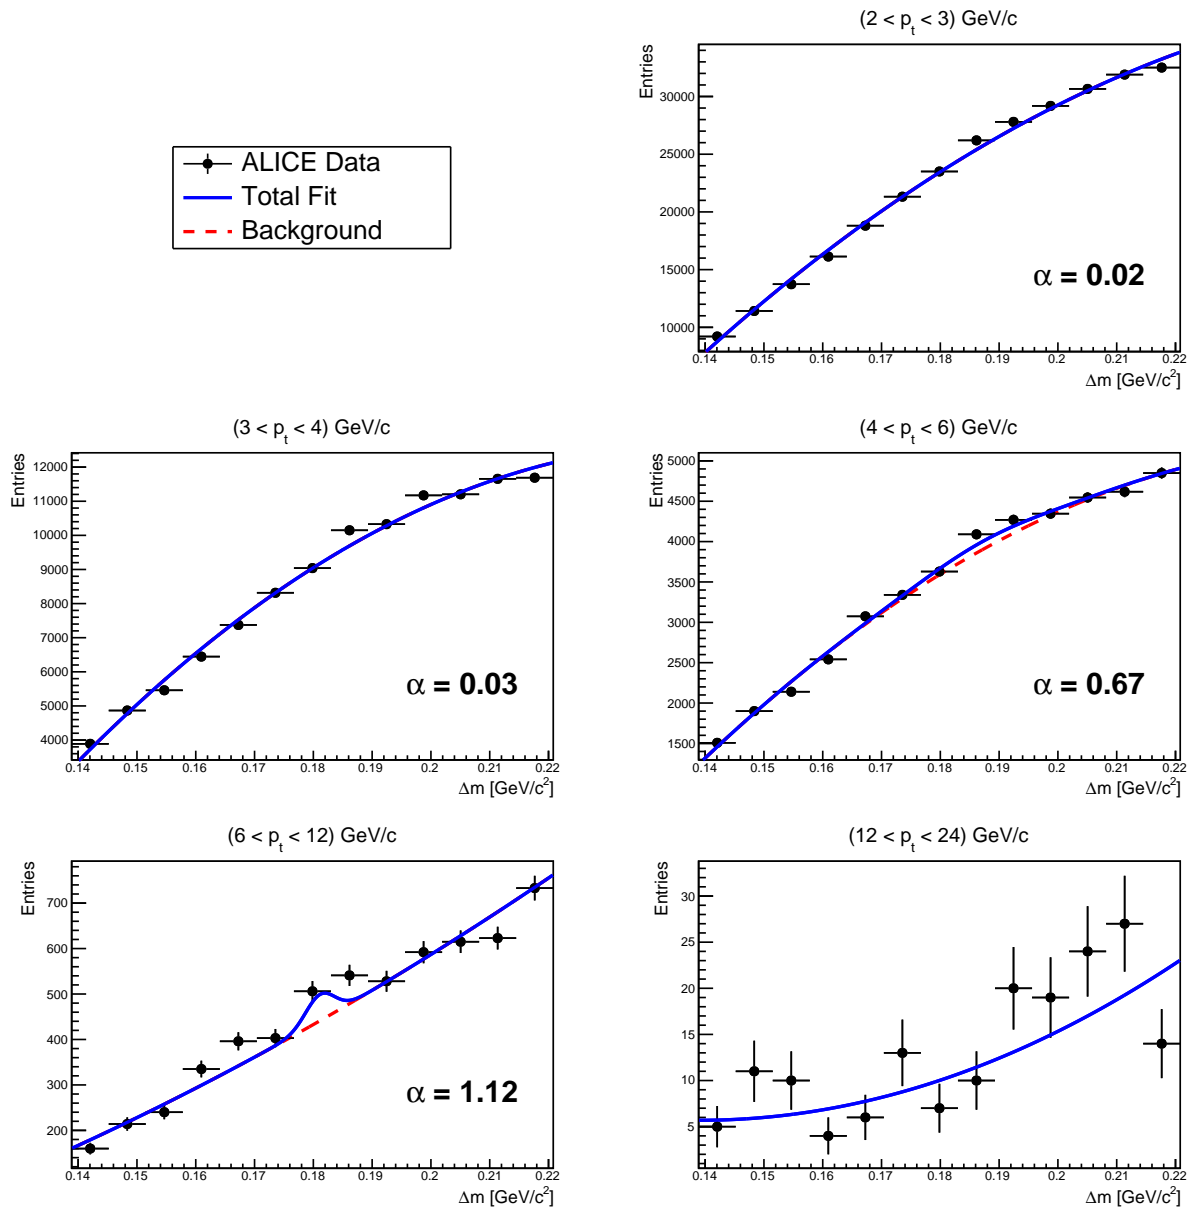 (2 < p_t < 3) GeV/c
Entries
30000
25000
20000
15000
10000
0.14 0.15 0.16 0.17 0.18 0.19 0.2 0.21 0.22
Δm [GeV/c²]
α = 0.02
ALICE Data
Total Fit
Background
(3 < p_t < 4) GeV/c
Entries
12000
11000
10000
9000
8000
7000
6000
5000
4000
0.14 0.15 0.16 0.17 0.18 0.19 0.2 0.21 0.22
Δm [GeV/c²]
α = 0.03
(4 < p_t < 6) GeV/c
Entries
5000
4500
4000
3500
3000
2500
2000
1500
0.14 0.15 0.16 0.17 0.18 0.19 0.2 0.21 0.22
Δm [GeV/c²]
α = 0.67
(6 < p_t < 12) GeV/c
Entries
700
600
500
400
300
200
0.14 0.15 0.16 0.17 0.18 0.19 0.2 0.21 0.22
Δm [GeV/c²]
α = 1.12
(12 < p_t < 24) GeV/c
Entries
30
25
20
15
10
5
0.14 0.15 0.16 0.17 0.18 0.19 0.2 0.21 0.22
Δm [GeV/c²]